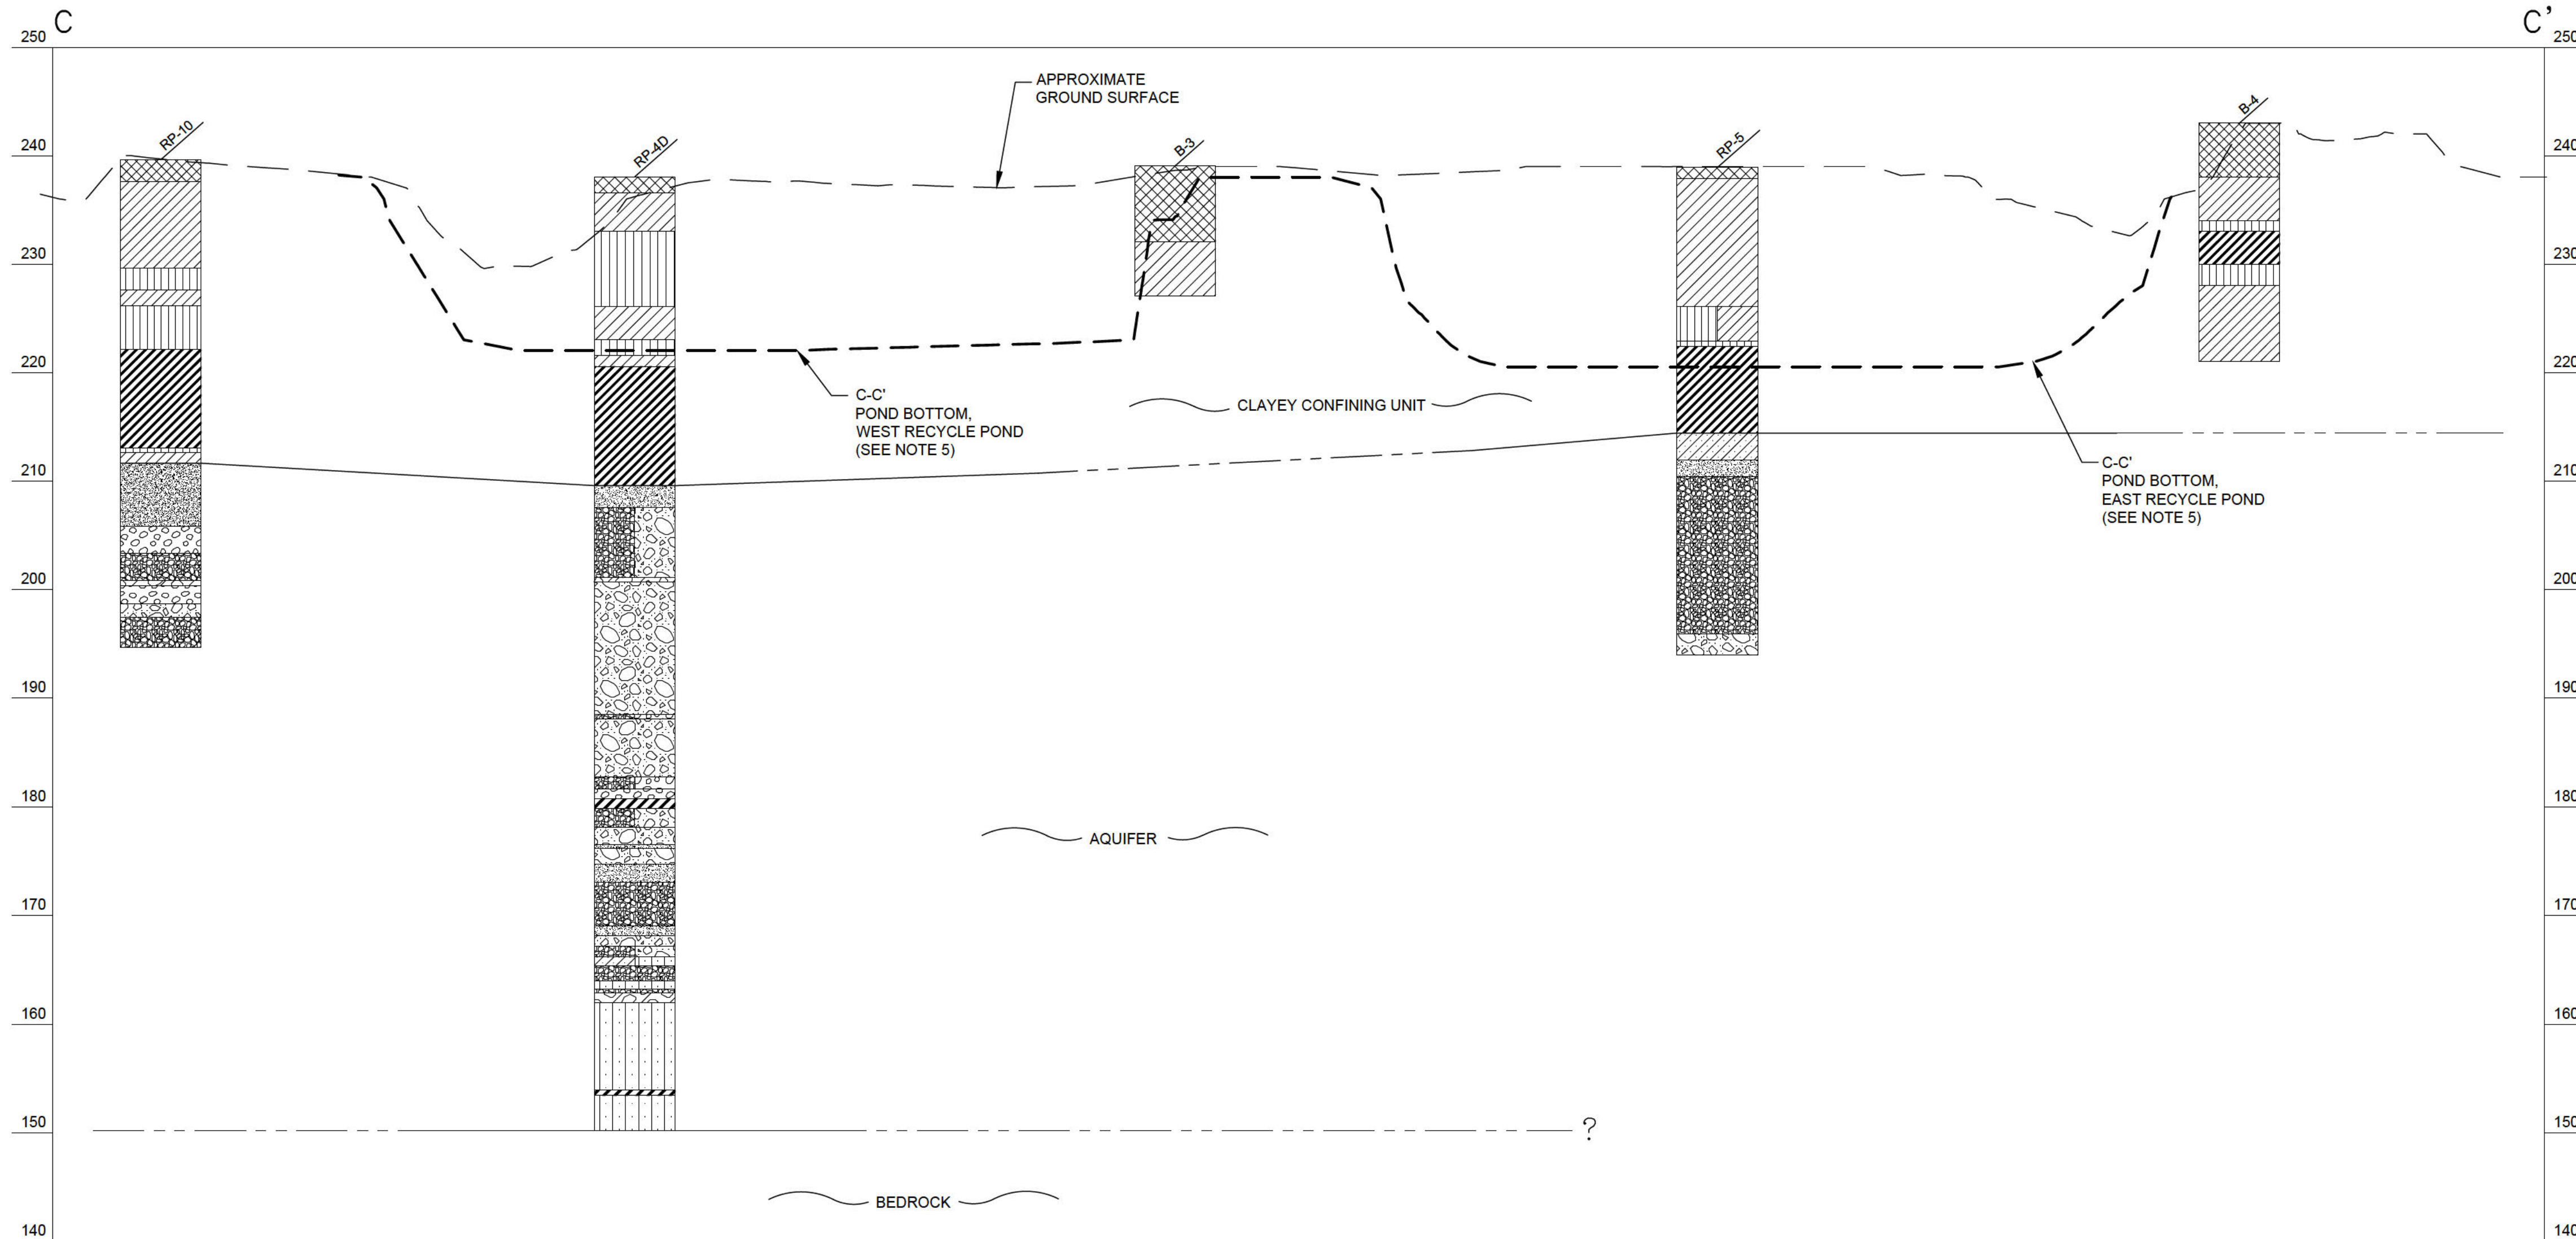 C
C'
250
250
APPROXIMATE
GROUND SURFACE
RP-10
RP-4D
B-3
RP-5
B-4
240
240
230
230
220
220
C-C'
POND BOTTOM,
WEST RECYCLE POND
(SEE NOTE 5)
CLAYEY CONFINING UNIT
C-C'
POND BOTTOM,
EAST RECYCLE POND
(SEE NOTE 5)
210
210
200
200
190
190
180
180
AQUIFER
170
170
160
160
150
150
?
BEDROCK
140
140